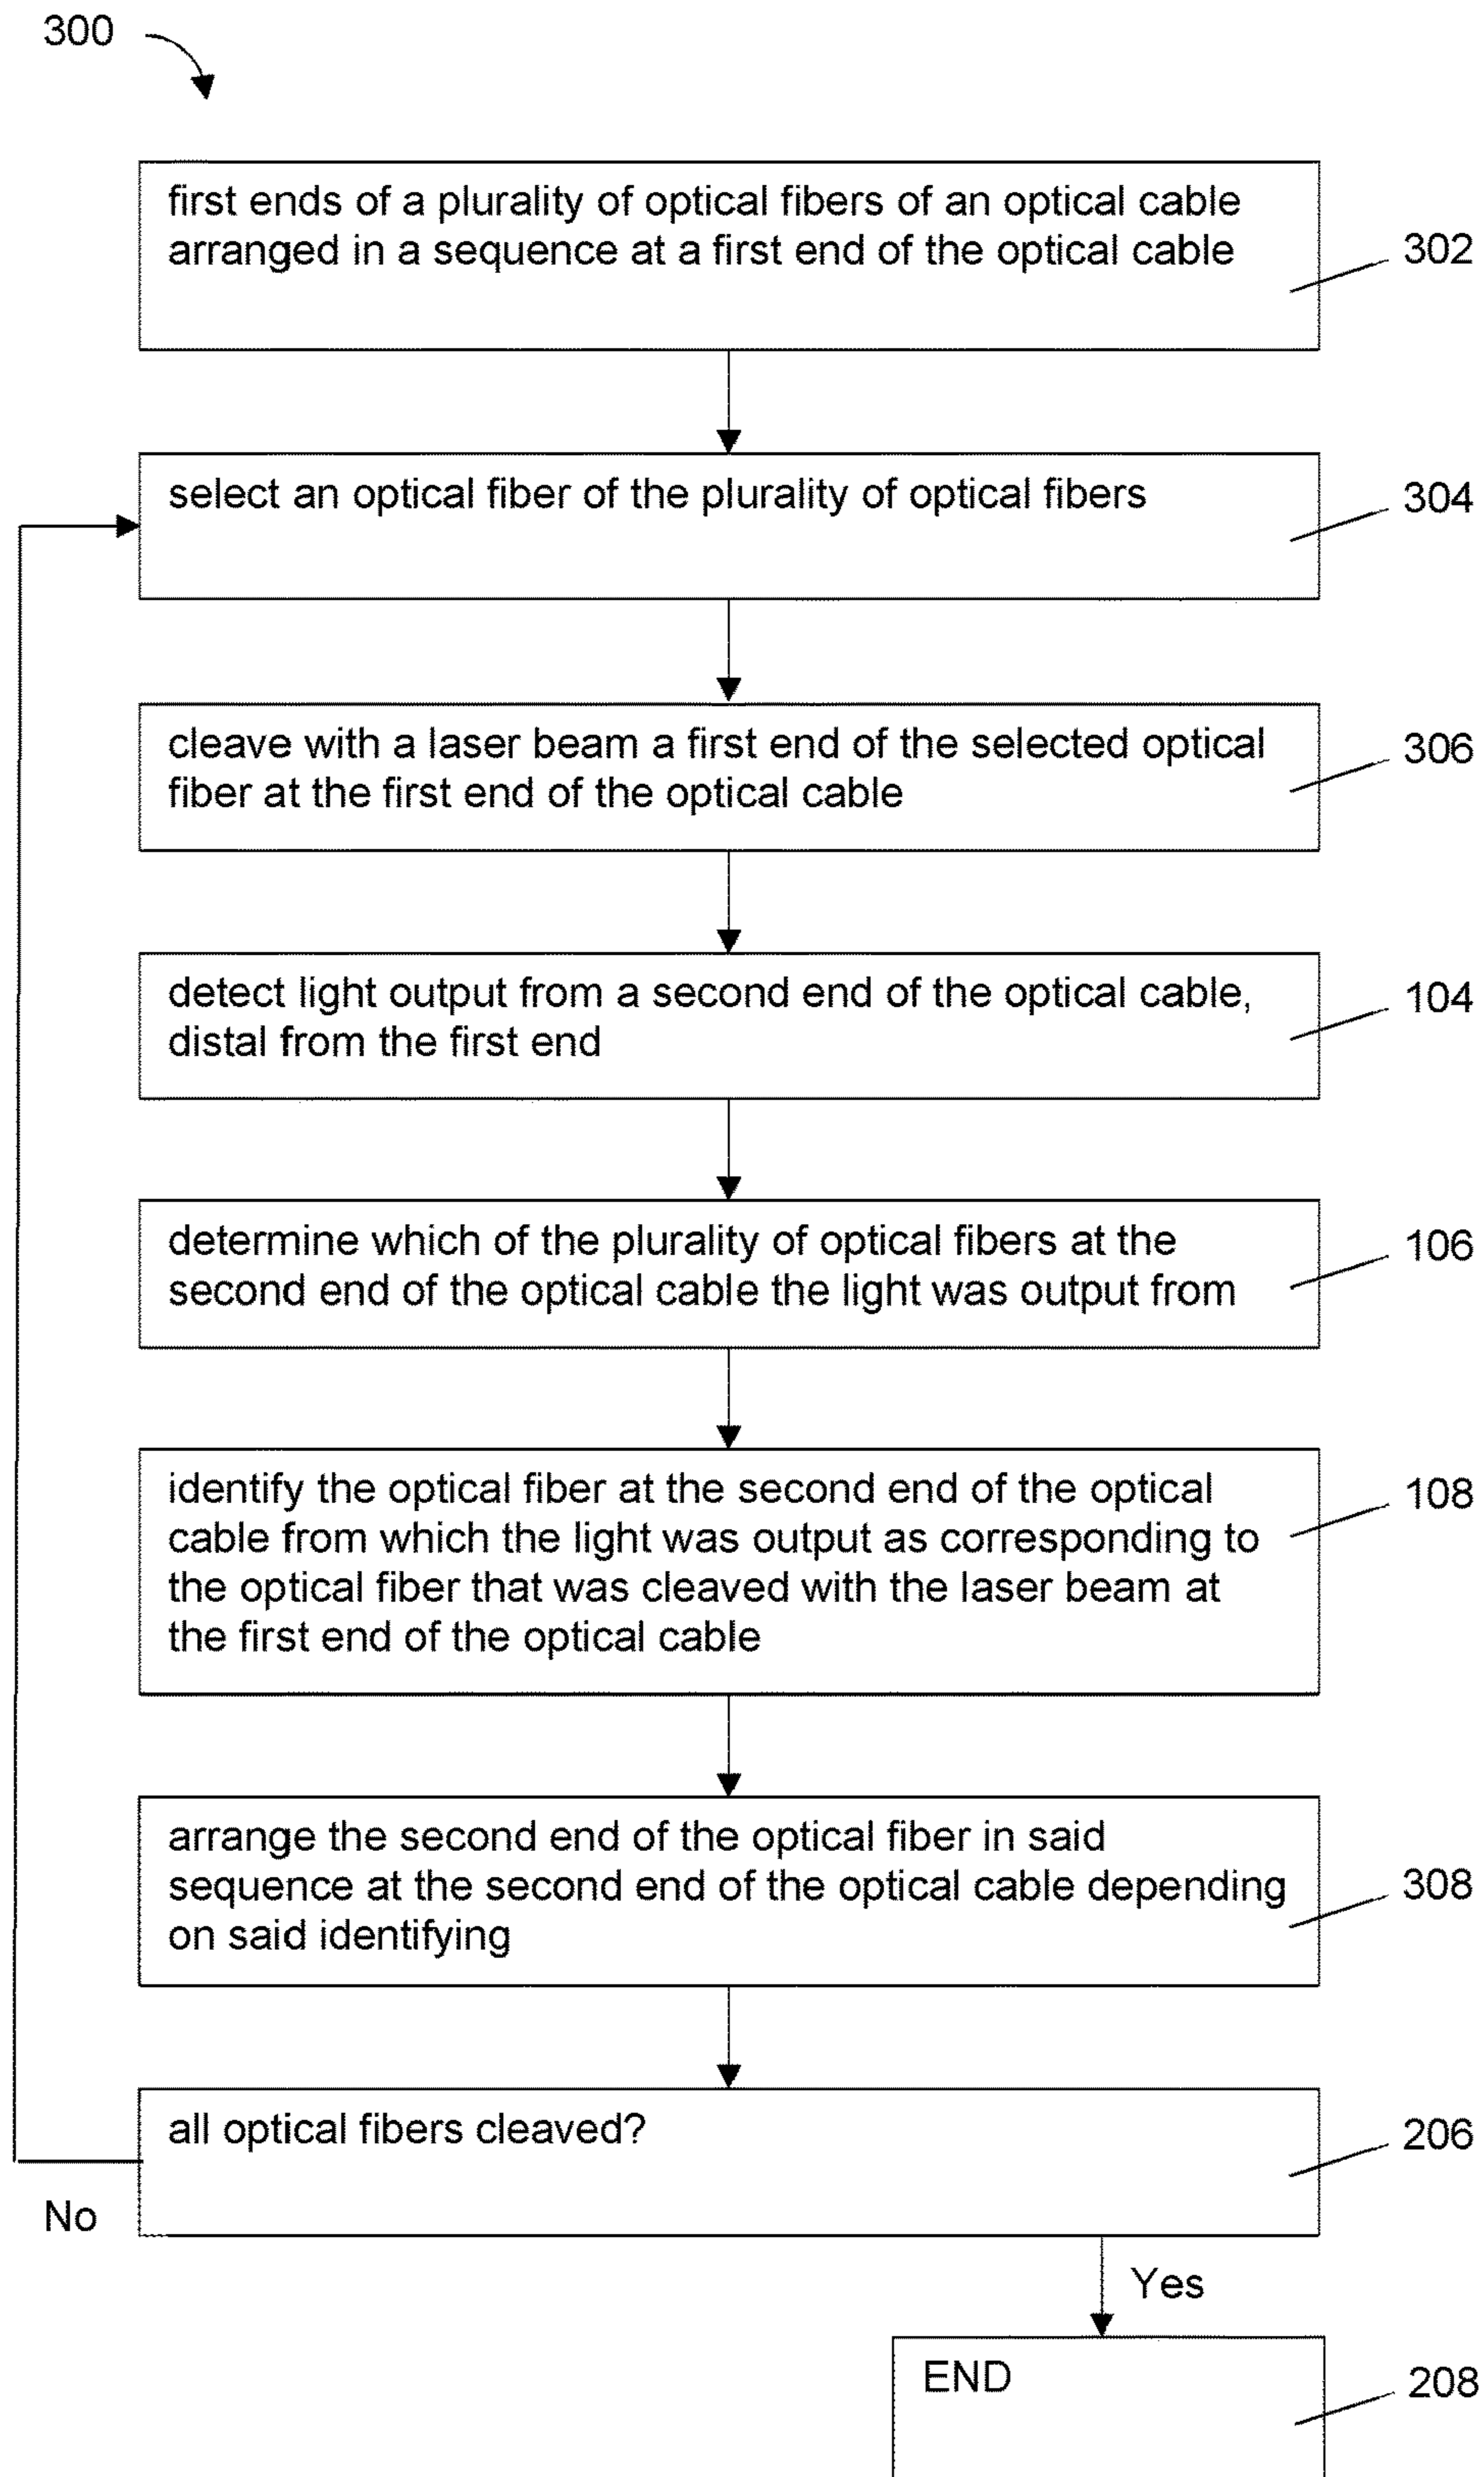 300
first ends of a plurality of optical fibers of an optical cable
arranged in a sequence at a first end of the optical cable
302
select an optical fiber of the plurality of optical fibers
304
cleave with a laser beam a first end of the selected optical
fiber at the first end of the optical cable
306
detect light output from a second end of the optical cable,
distal from the first end
104
determine which of the plurality of optical fibers at the
second end of the optical cable the light was output from
106
identify the optical fiber at the second end of the optical
cable from which the light was output as corresponding to
the optical fiber that was cleaved with the laser beam at
the first end of the optical cable
108
arrange the second end of the optical fiber in said
sequence at the second end of the optical cable depending
on said identifying
308
all optical fibers cleaved?
206
No
Yes
END
208